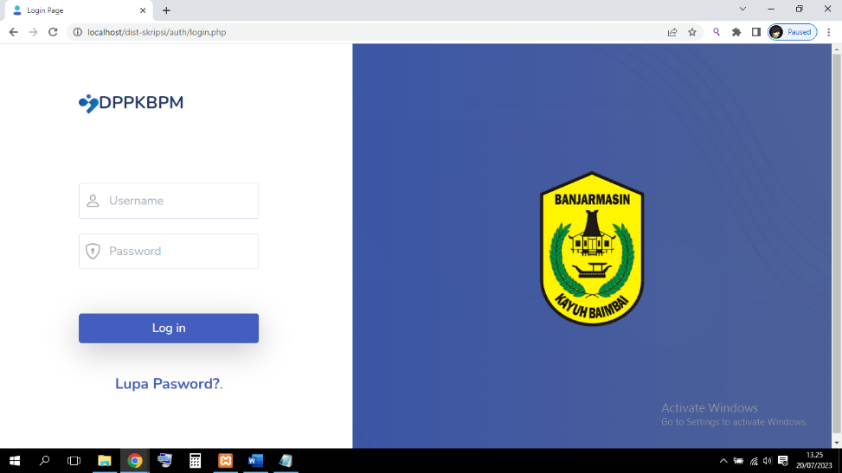 Login Page
localhost/dist-skripsi/auth/login.php
Paused
DPPKBPM
Username
Password
Log in
Lupa Pasword?.
BANJARMASIN
KAYUH BAIMBAI
Activate Windows
Go to Settings to activate Windows.
13.25
20/07/2023